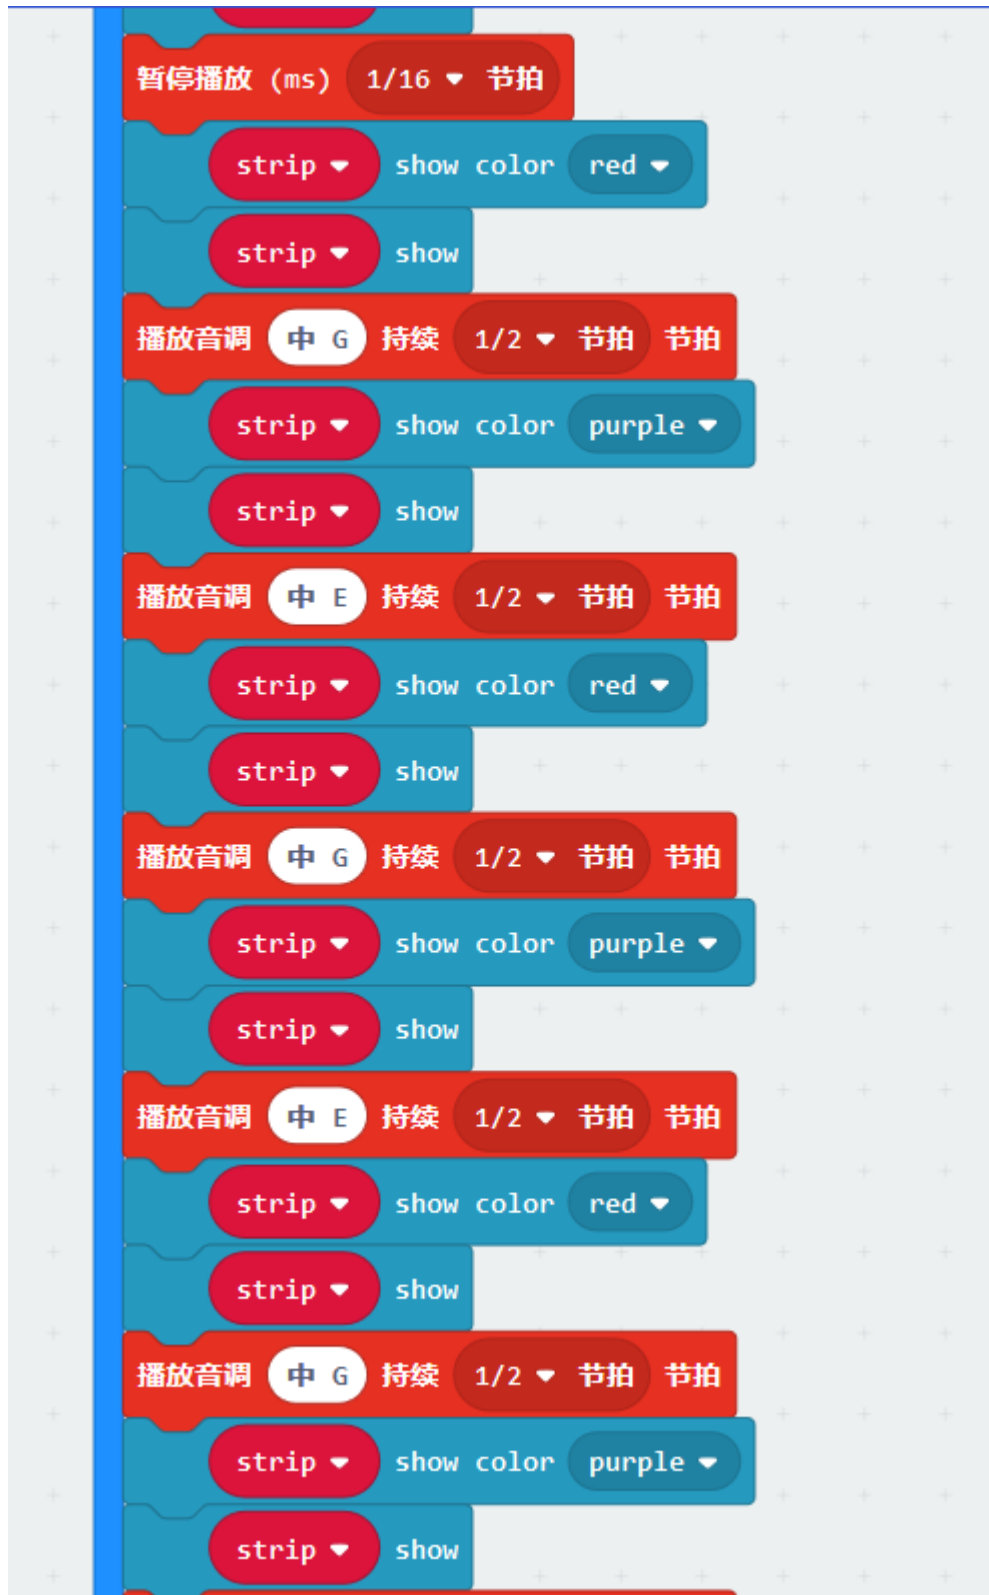 暂停播放 (ms) 1/16 节拍
strip show color red
strip show
播放音调 中 G 持续 1/2 节拍 节拍
strip show color purple
strip show
播放音调 中 E 持续 1/2 节拍 节拍
strip show color red
strip show
播放音调 中 G 持续 1/2 节拍 节拍
strip show color purple
strip show
播放音调 中 E 持续 1/2 节拍 节拍
strip show color red
strip show
播放音调 中 G 持续 1/2 节拍 节拍
strip show color purple
strip show